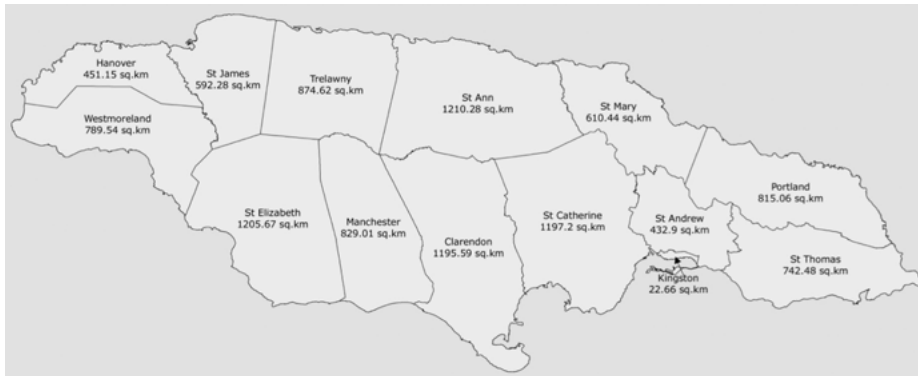 Hanover
451.15 sq.km
St James
592.28 sq.km
Trelawny
874.62 sq.km
St Ann
1210.28 sq.km
St Mary
610.44 sq.km
Westmoreland
789.54 sq.km
Portland
815.06 sq.km
St Elizabeth
1205.67 sq.km
Manchester
829.01 sq.km
Clarendon
1195.59 sq.km
St Catherine
1197.2 sq.km
St Andrew
432.9 sq.km
St Thomas
742.48 sq.km
Kingston
22.66 sq.km